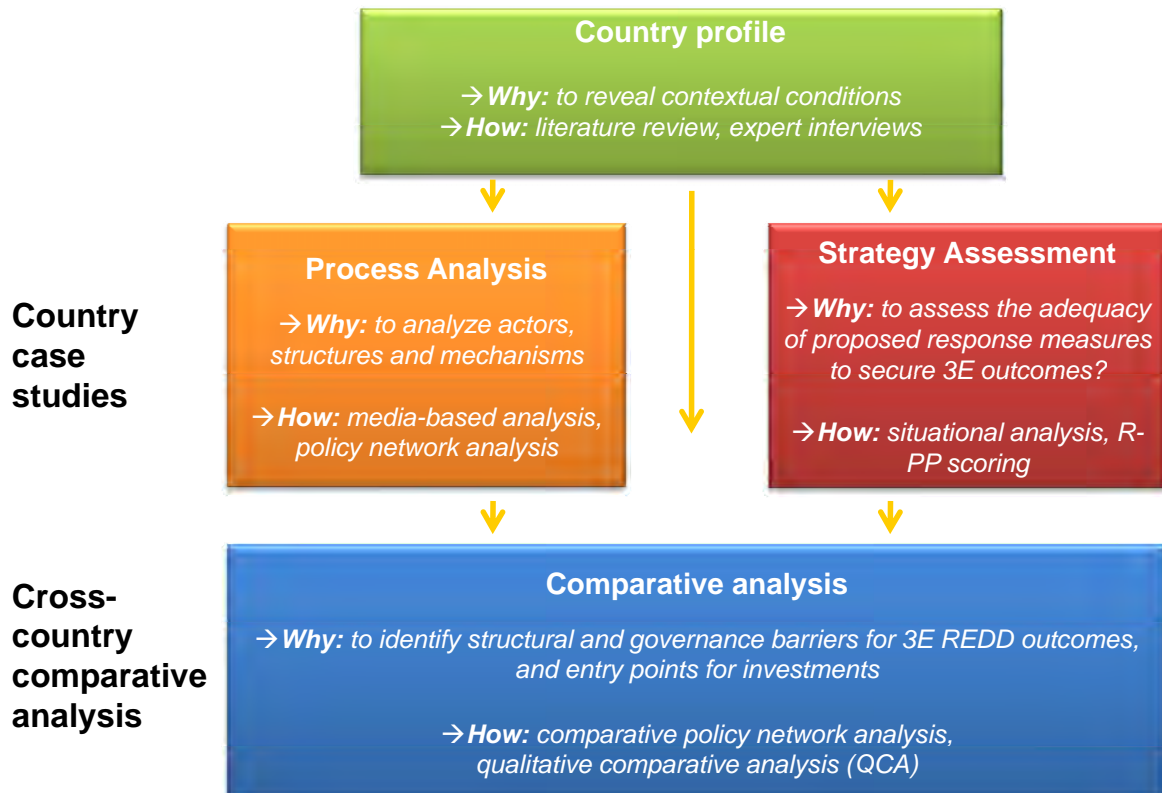 Country profile
→Why: to reveal contextual conditions
→How: literature review, expert interviews
Country
case
studies
Process Analysis
→Why: to analyze actors,
structures and mechanisms
→How: media-based analysis,
policy network analysis
Strategy Assessment
→Why: to assess the adequacy
of proposed response measures
to secure 3E outcomes?
→How: situational analysis, R-
PP scoring
Cross-
country
comparative
analysis
Comparative analysis
→Why: to identify structural and governance barriers for 3E REDD outcomes,
and entry points for investments
→How: comparative policy network analysis,
qualitative comparative analysis (QCA)